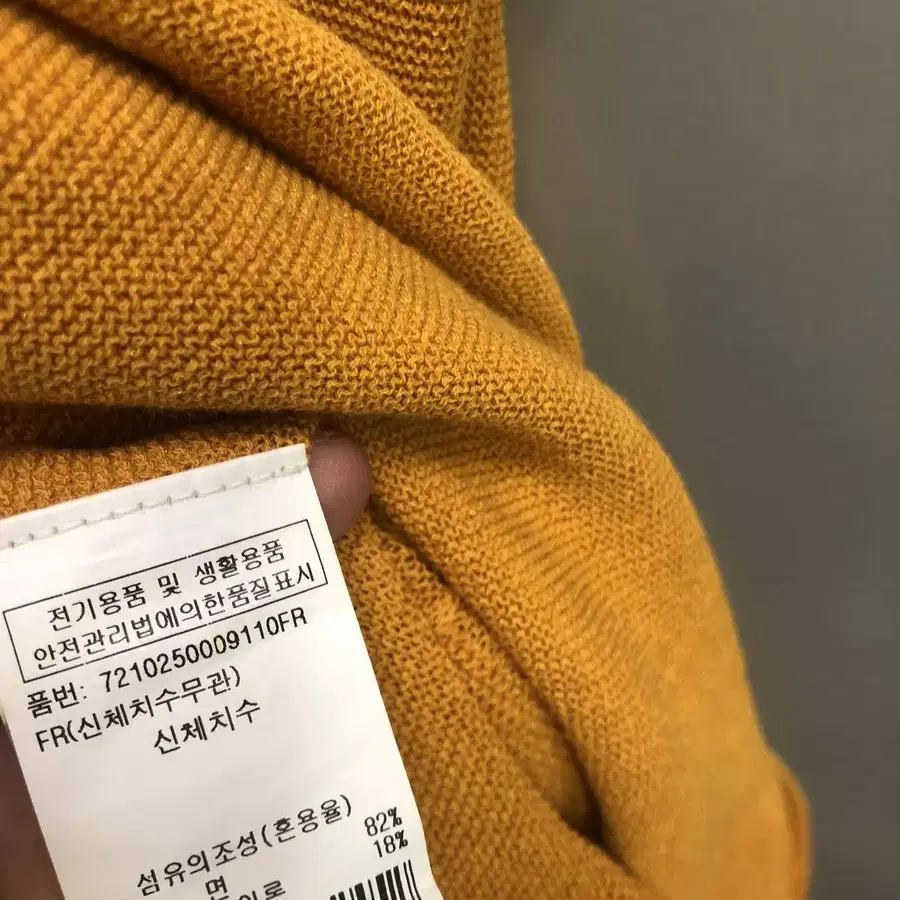 전기용품 및 생활용품
안전관리법에의한품질표시
품번: 7210250009110FR
FR(신체치수무관)
신체치수
섬유의조성(혼용율)
면 82%
18%